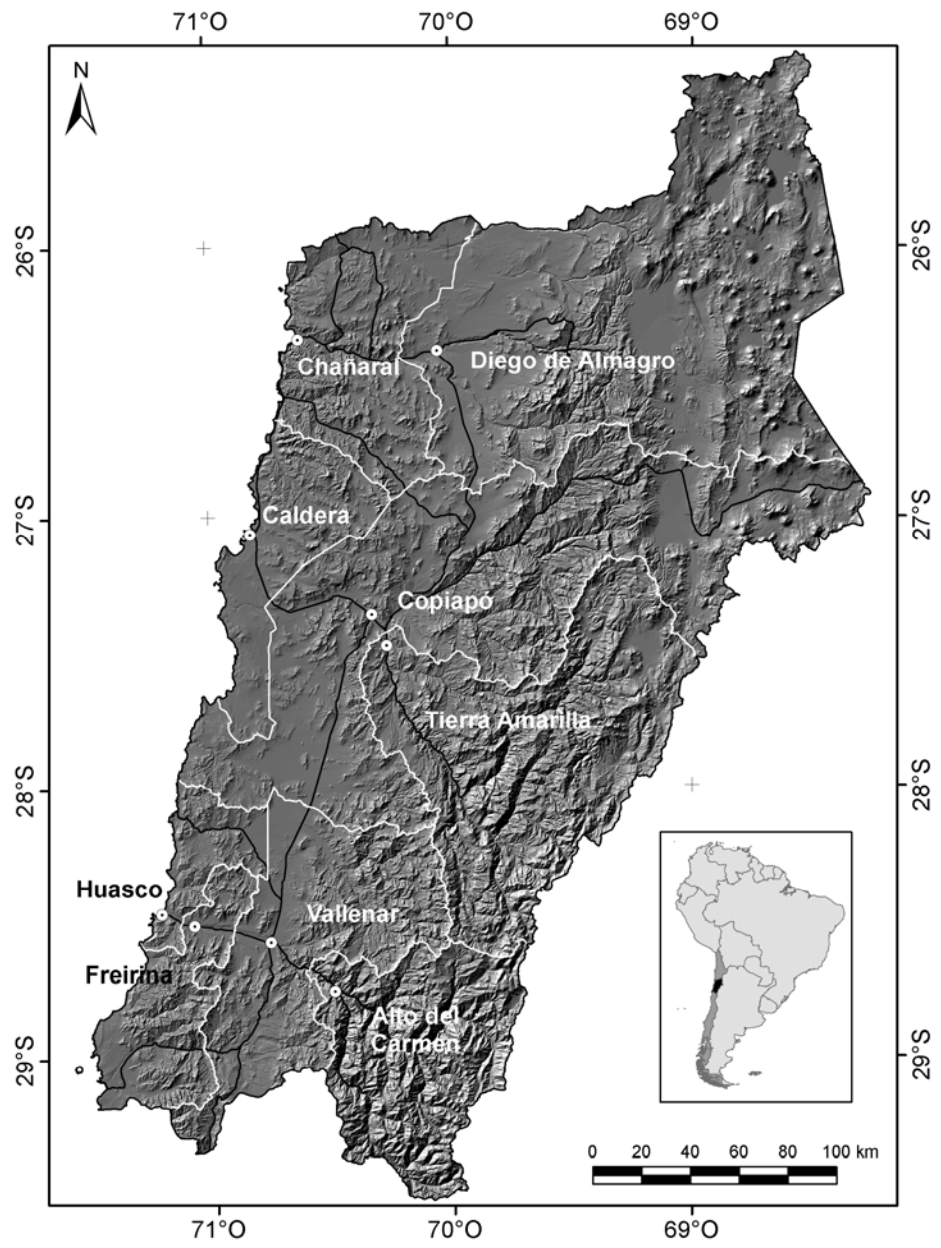 71°O 70°O 69°O
N
26°S 26°S
Chañaral Diego de Almagro
27°S 27°S
Caldera
Copiapó
Tierra Amarilla
28°S 28°S
Huasco
Vallenar
Freirina
Alto del
Carmen
29°S 29°S
0 20 40 60 80 100 km
71°O 70°O 69°O